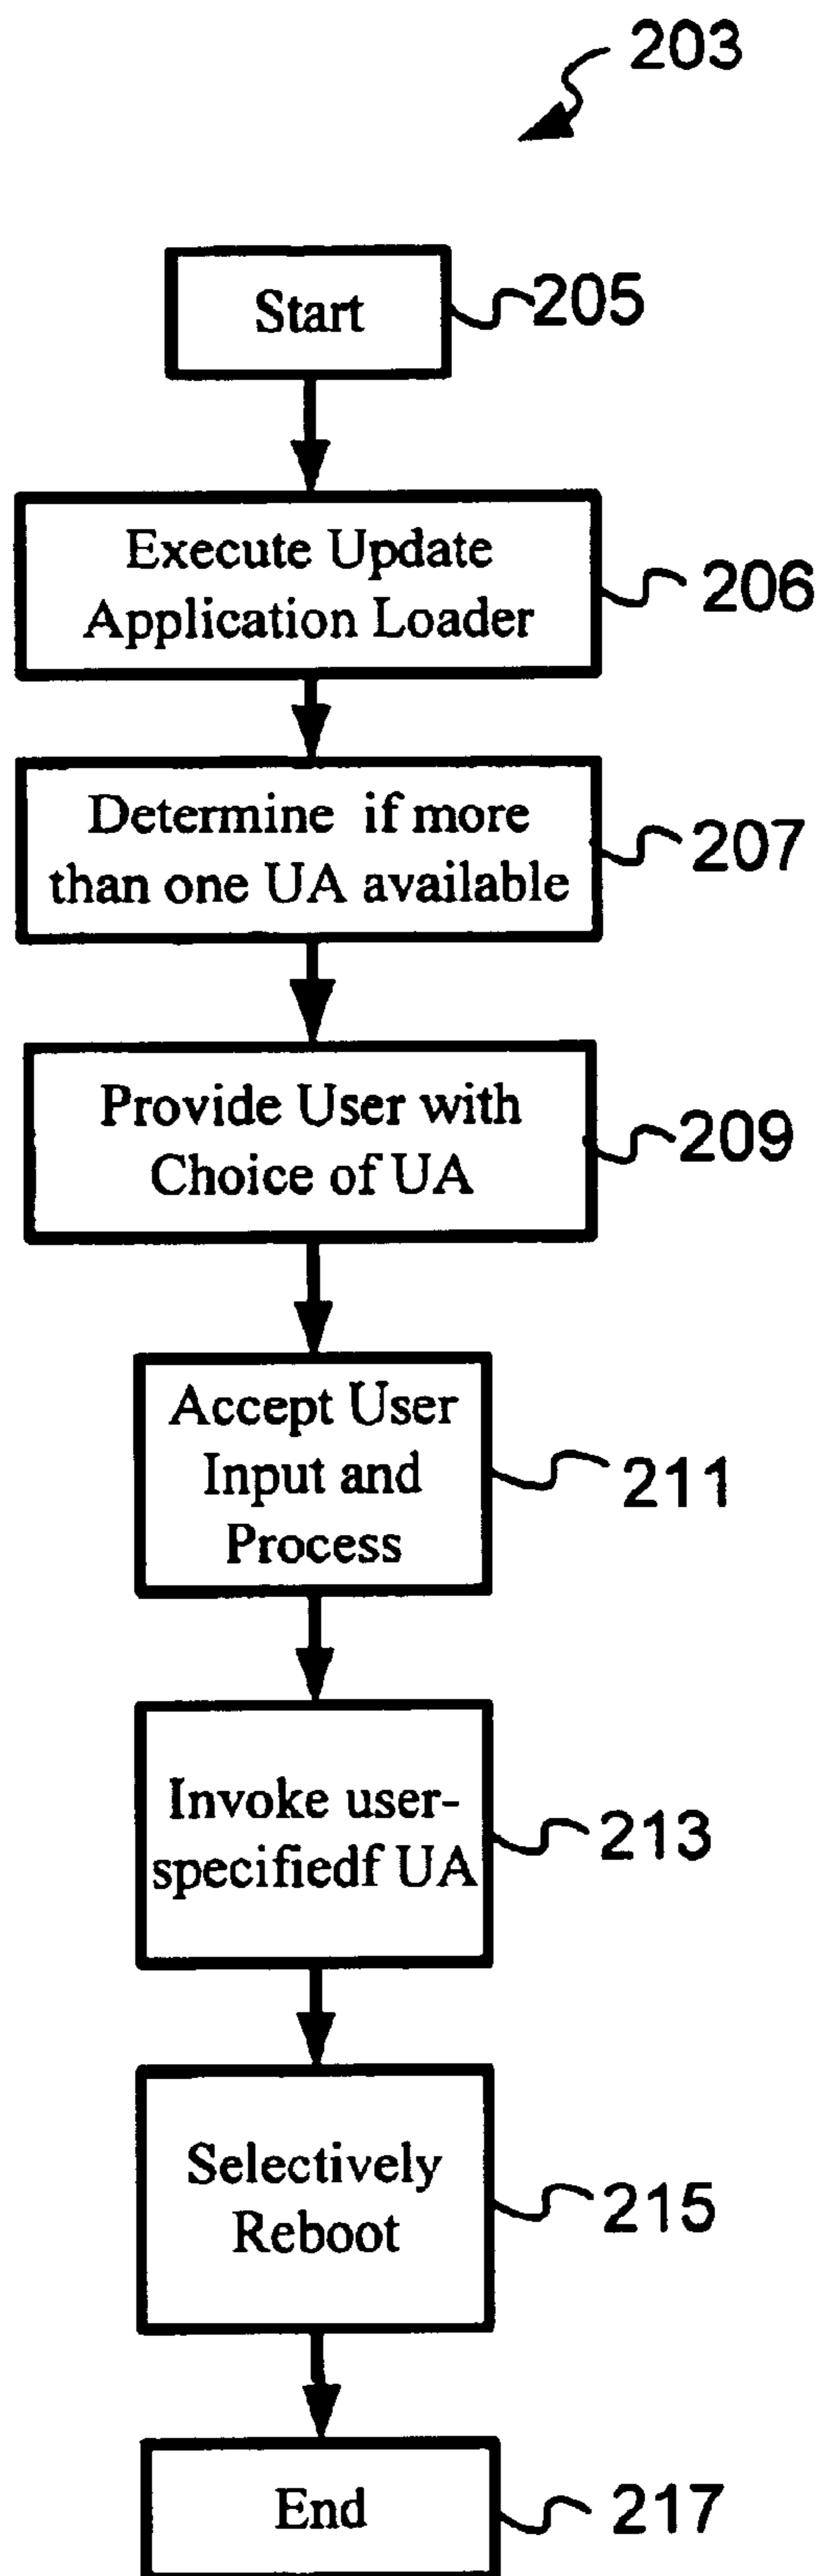 203
Start
205
Execute Update
Application Loader
206
Determine if more
than one UA available
207
Provide User with
Choice of UA
209
Accept User
Input and
Process
211
Invoke user-
specifiedf UA
213
Selectively
Reboot
215
End
217